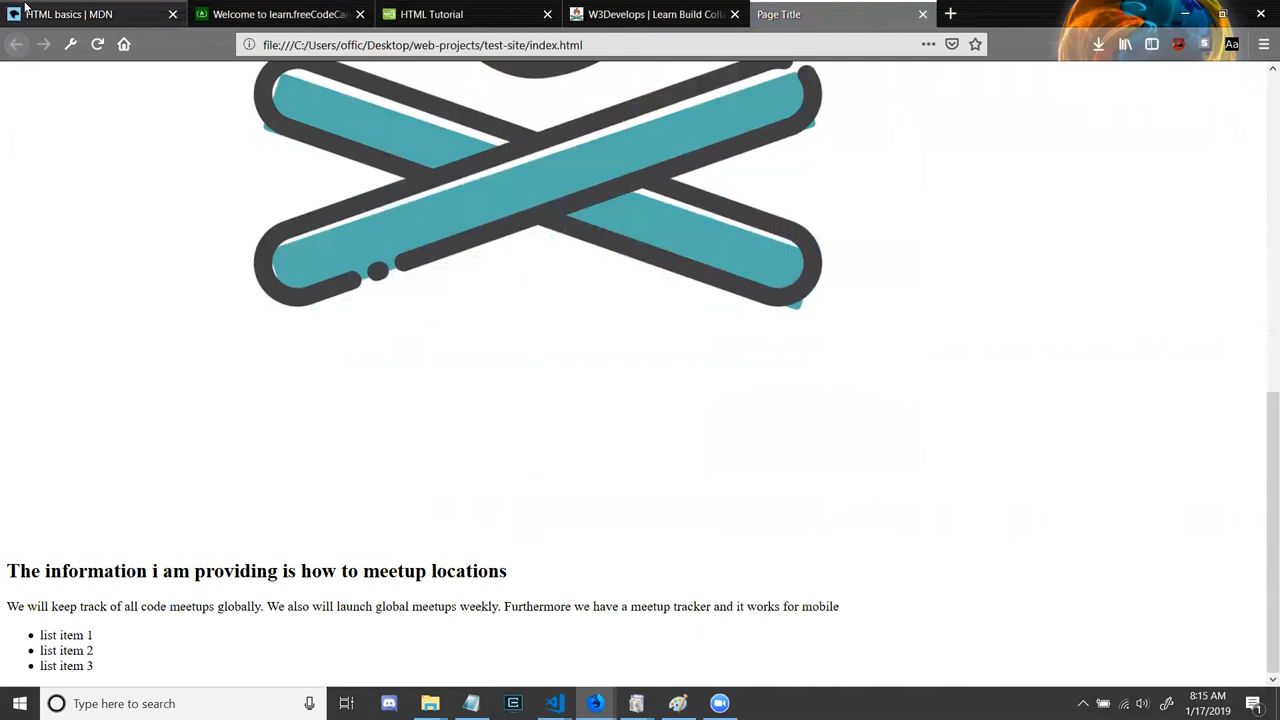 HTML basics | MDN
Welcome to learn.freeCodeCa
HTML Tutorial
W3Develops | Learn Build Colla
Page Title
file:///C:/Users/offic/Desktop/web-projects/test-site/index.html
S
Aa
The information i am providing is how to meetup locations
We will keep track of all code meetups globally. We also will launch global meetups weekly. Furthermore we have a meetup tracker and it works for mobile
list item 1
list item 2
list item 3
Type here to search
8:15 AM
1/17/2019
1